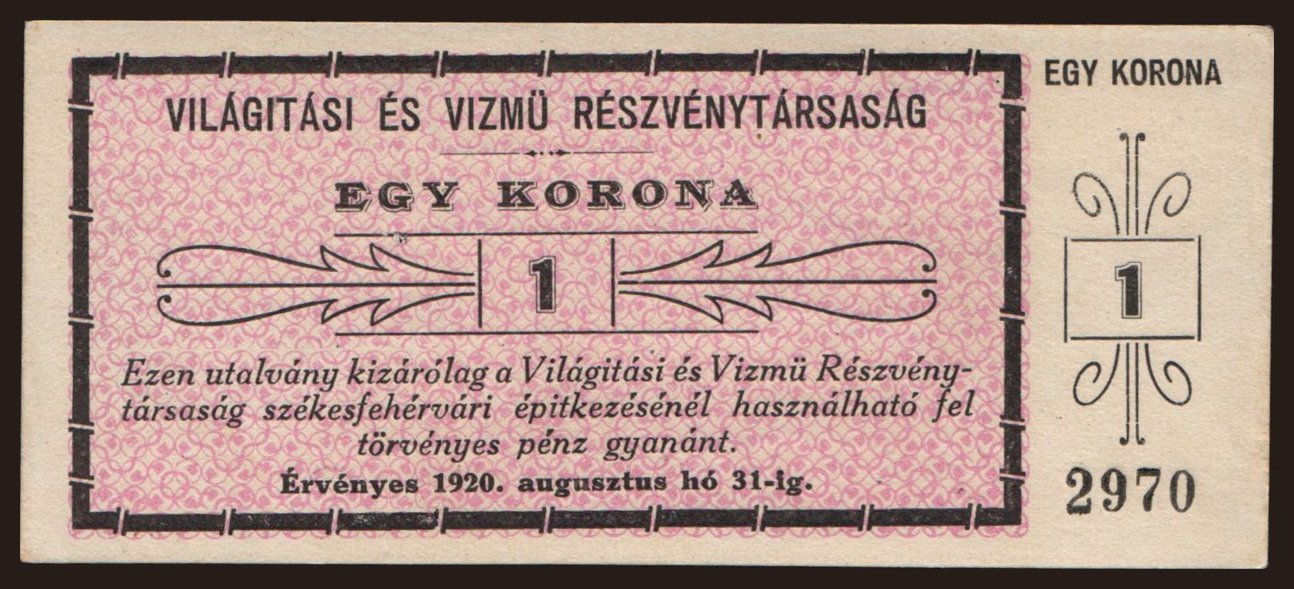 VILÁGITÁSI ÉS VIZMÜ RÉSZVÉNYTÁRSASÁG
EGY KORONA
1
Ezen utalvány kizárólag a Világitási és Vizmü Részvény-
társaság székesfehérvári épitkezésénél használható fel
törvényes pénz gyanánt.
Érvényes 1920. augusztus hó 31-ig.
EGY KORONA
1
2970